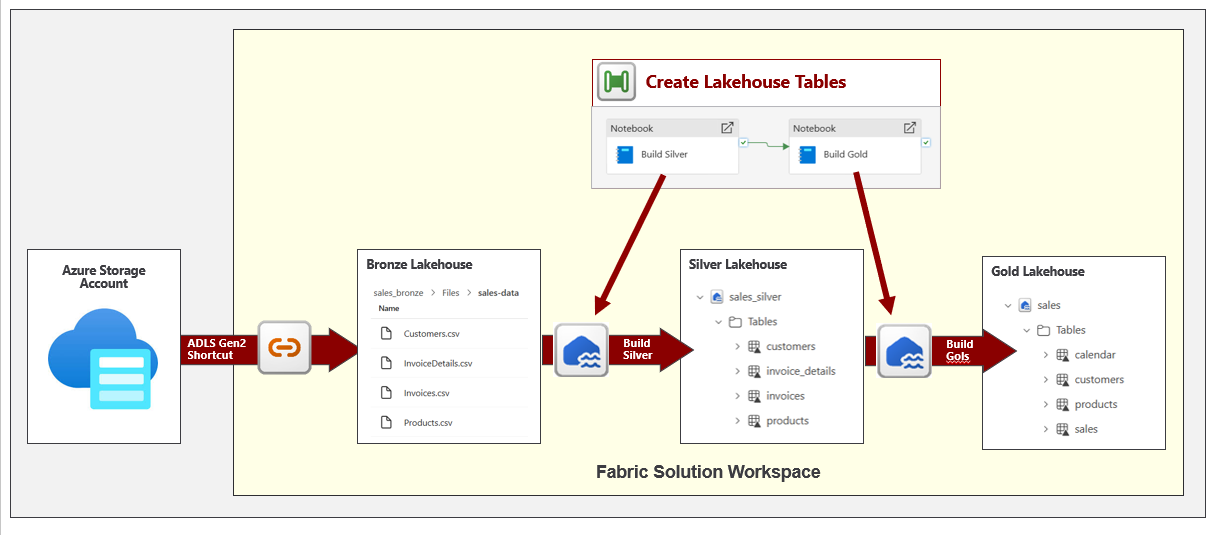 Create Lakehouse Tables
Notebook
Build Silver
Notebook
Build Gold
Azure Storage
Account
ADLS Gen2
Shortcut
Bronze Lakehouse
sales_bronze > Files > sales-data
Name
Customers.csv
InvoiceDetails.csv
Invoices.csv
Products.csv
Build
Silver
Silver Lakehouse
sales_silver
Tables
customers
invoice_details
invoices
products
Build
Gols
Gold Lakehouse
sales
Tables
calendar
customers
products
sales
Fabric Solution Workspace